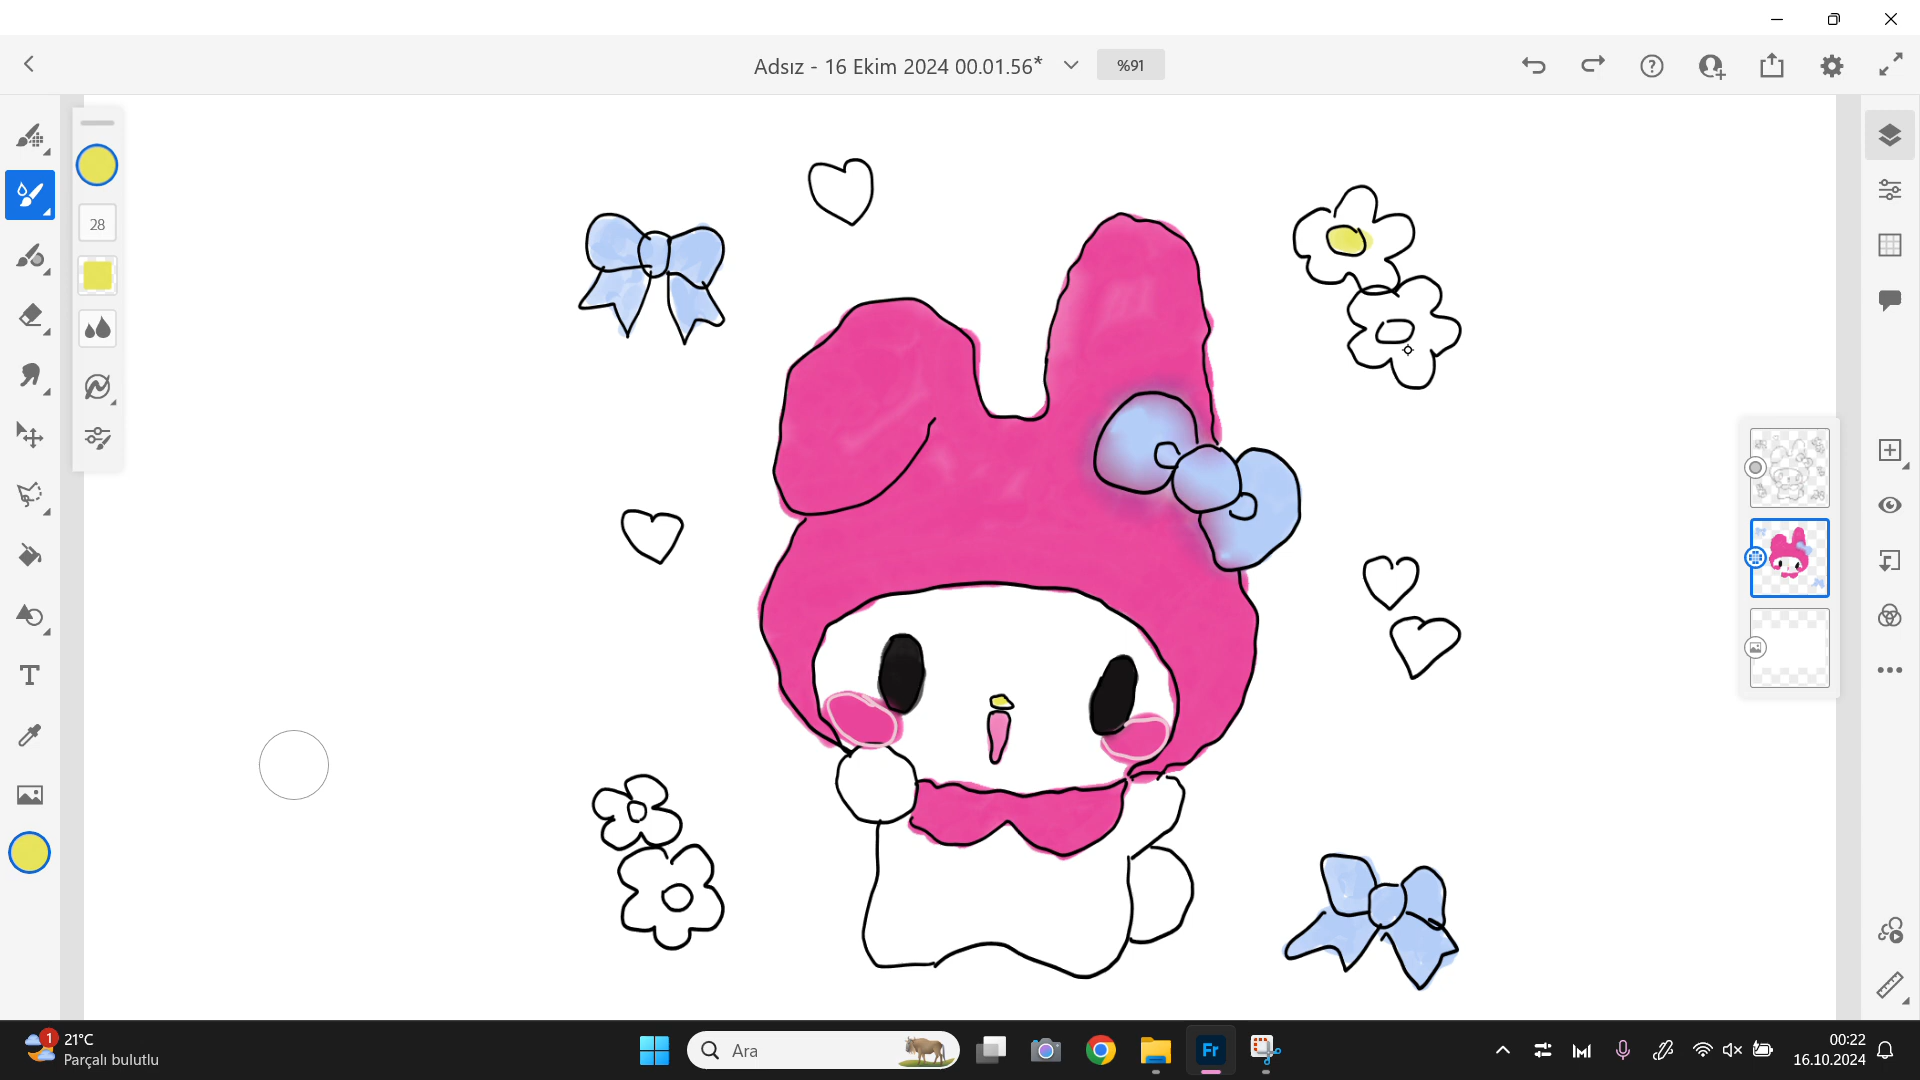 Adsız - 16 Ekim 2024 00.01.56*
%91
28
T
1
21°C
Parçalı bulutlu
Ara
Fr
00:22
16.10.2024